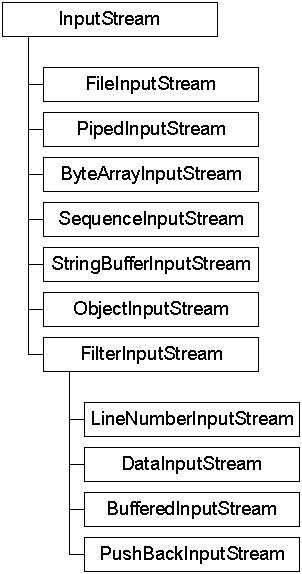 InputStream
FileInputStream
PipedInputStream
ByteArrayInputStream
SequenceInputStream
StringBufferInputStream
ObjectInputStream
FilterInputStream
LineNumberInputStream
DataInputStream
BufferedInputStream
PushBackInputStream